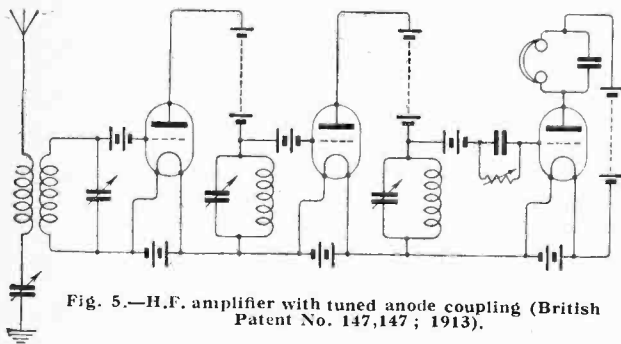 Fig. 5.—H.F. amplifier with tuned anode coupling (British
Patent No. 147,147 ; 1913).